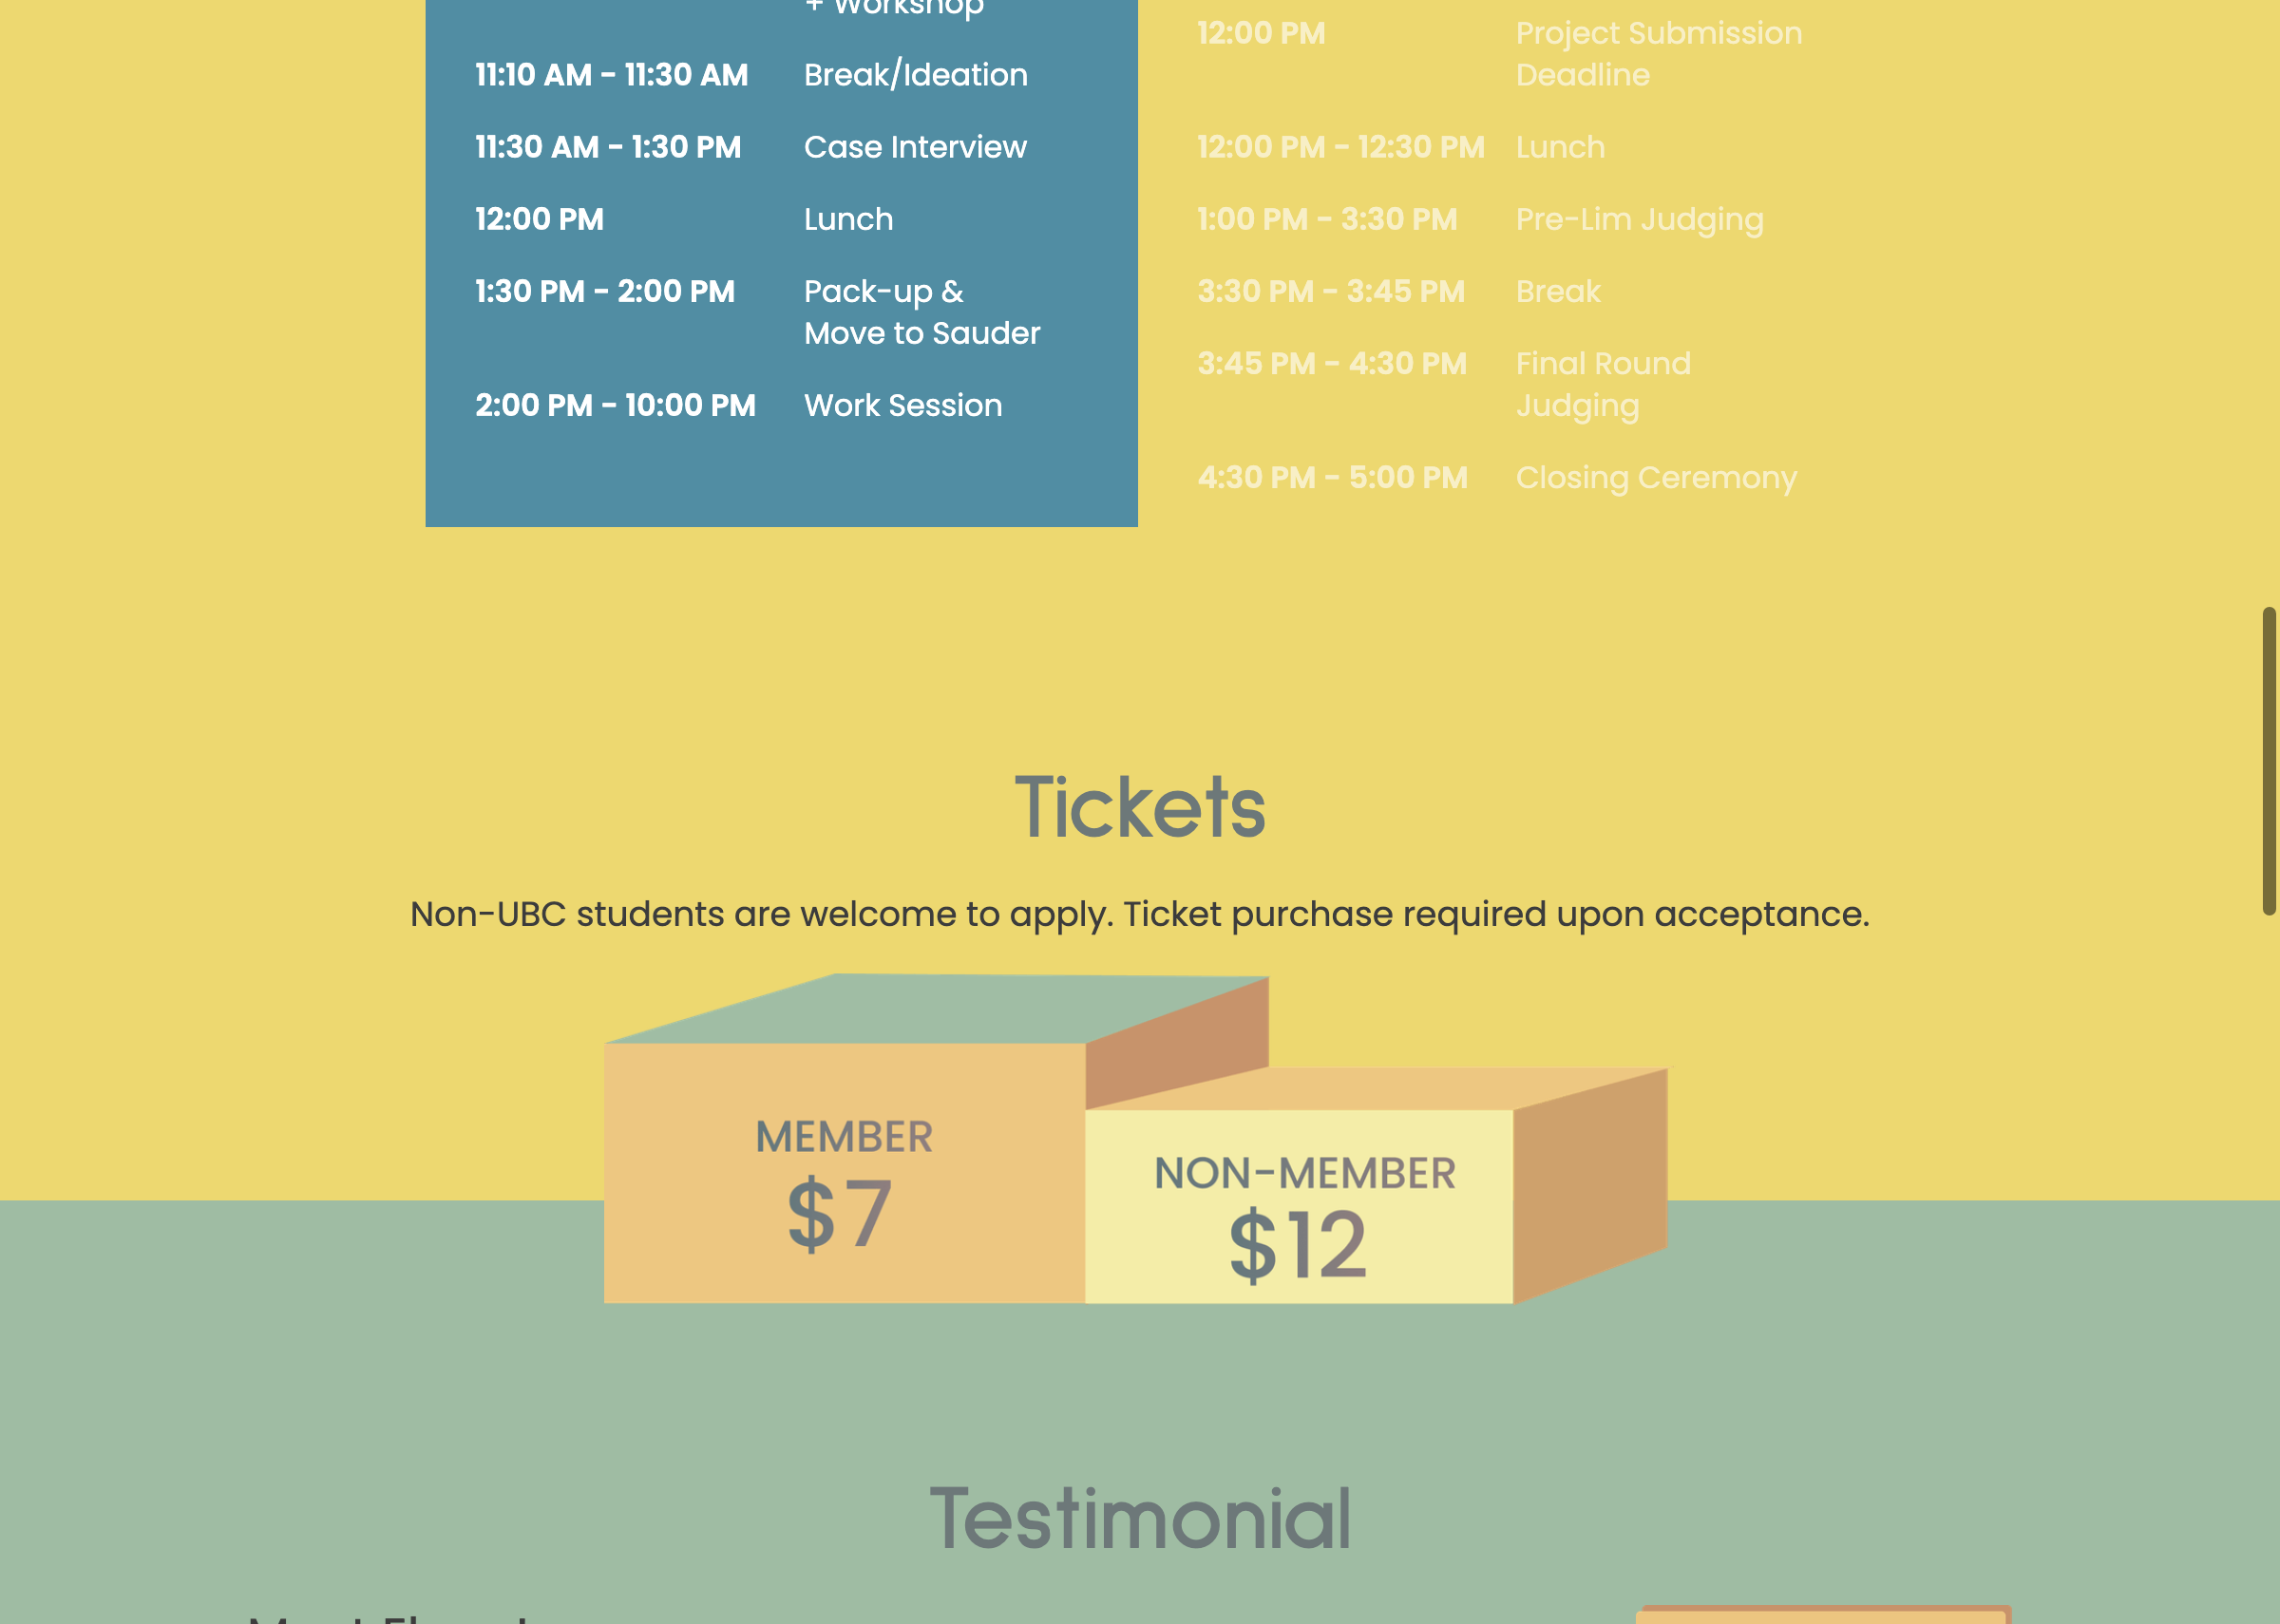 + Workshop
11:10 AM - 11:30 AM Break/Ideation
11:30 AM - 1:30 PM Case Interview
12:00 PM Lunch
1:30 PM - 2:00 PM Pack-up &
Move to Sauder
2:00 PM - 10:00 PM Work Session
12:00 PM Project Submission
Deadline
12:00 PM - 12:30 PM Lunch
1:00 PM - 3:30 PM Pre-Lim Judging
3:30 PM - 3:45 PM Break
3:45 PM - 4:30 PM Final Round
Judging
4:30 PM - 5:00 PM Closing Ceremony
Tickets
Non-UBC students are welcome to apply. Ticket purchase required upon acceptance.
MEMBER
$7
NON-MEMBER
$12
Testimonial